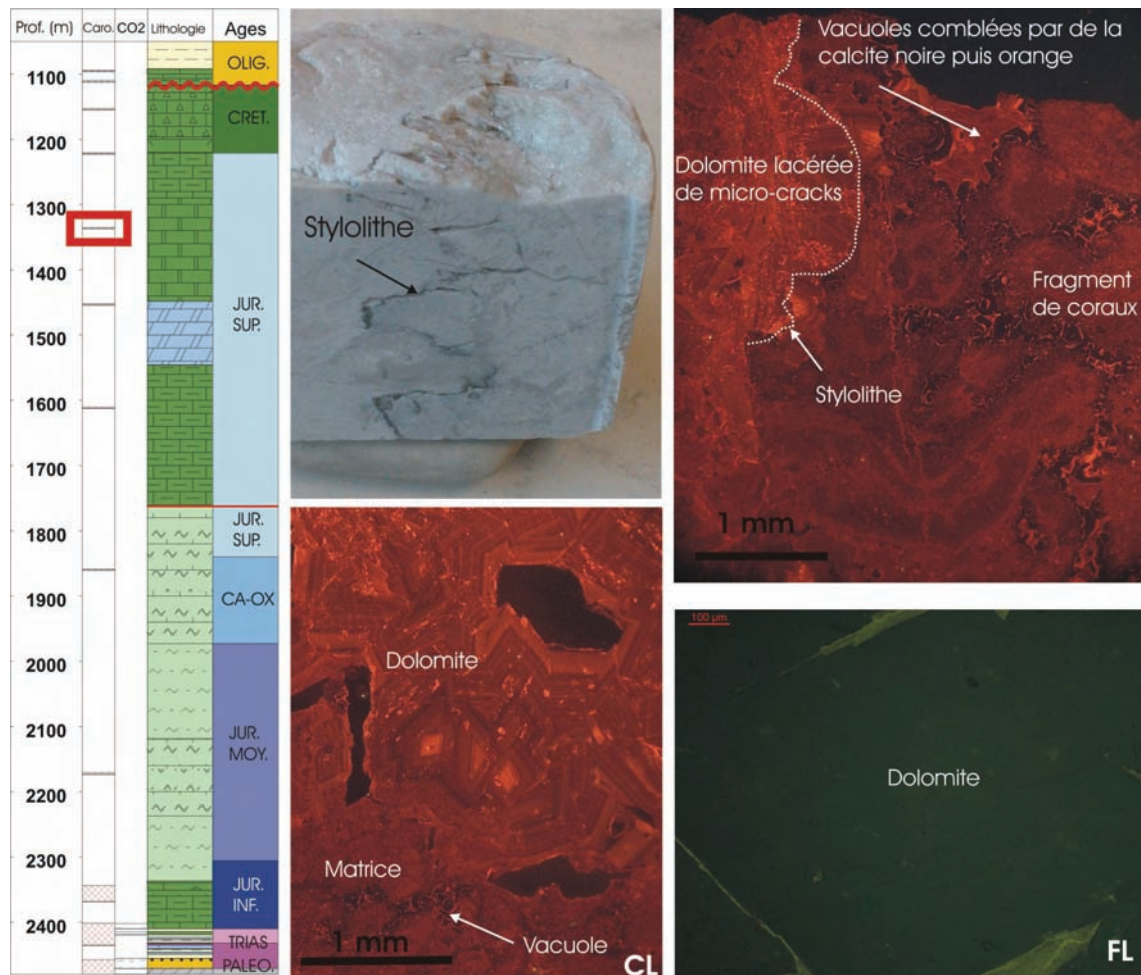 Prof. (m) Caro. CO2 Lithologie Ages
1100
1200
1300
1400
1500
1600
1700
1800
1900
2000
2100
2200
2300
2400
OLIG.
CRET.
JUR.
SUP.
JUR.
SUP.
CA-OX
JUR.
MOY.
JUR.
INF.
TRIAS
PALEO.
Stylolithe
Vacuoles comblées par de la
calcite noire puis orange
Dolomite lacérée
de micro-cracks
Fragment
de coraux
Stylolithe
1 mm
Dolomite
Matrice
1 mm
Vacuole
CL
100 µm
Dolomite
FL